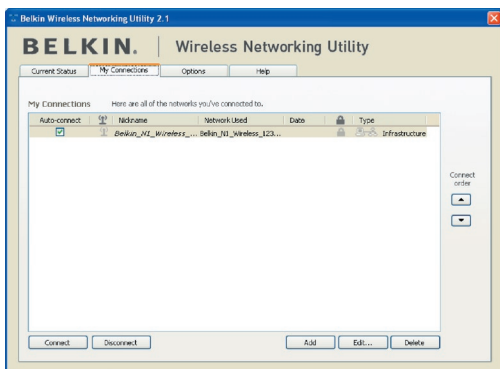 Belkin Wireless Networking Utility 2.1
BELKIN. Wireless Networking Utility
Current Status My Connections Options Help
My Connections Here are all of the networks you've connected to.
Auto-connect Nickname Network Used Date Type
Belkin_N1_Wireless_... Belkin_N1_Wireless_123... Infrastructure
Connect
order
Connect Disconnect Add Edit... Delete